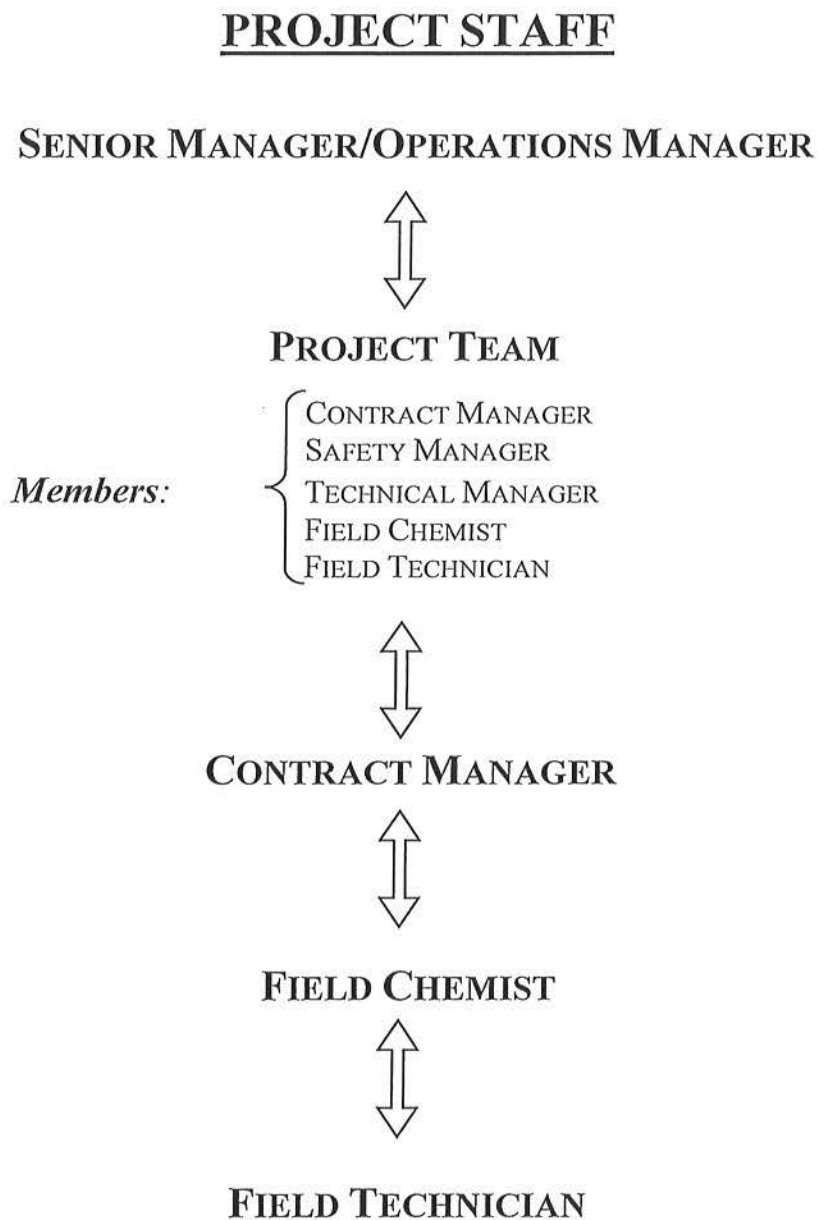 PROJECT STAFF
SENIOR MANAGER/OPERATIONS MANAGER
PROJECT TEAM
CONTRACT MANAGER
SAFETY MANAGER
Members: TECHNICAL MANAGER
FIELD CHEMIST
FIELD TECHNICIAN
CONTRACT MANAGER
FIELD CHEMIST
FIELD TECHNICIAN